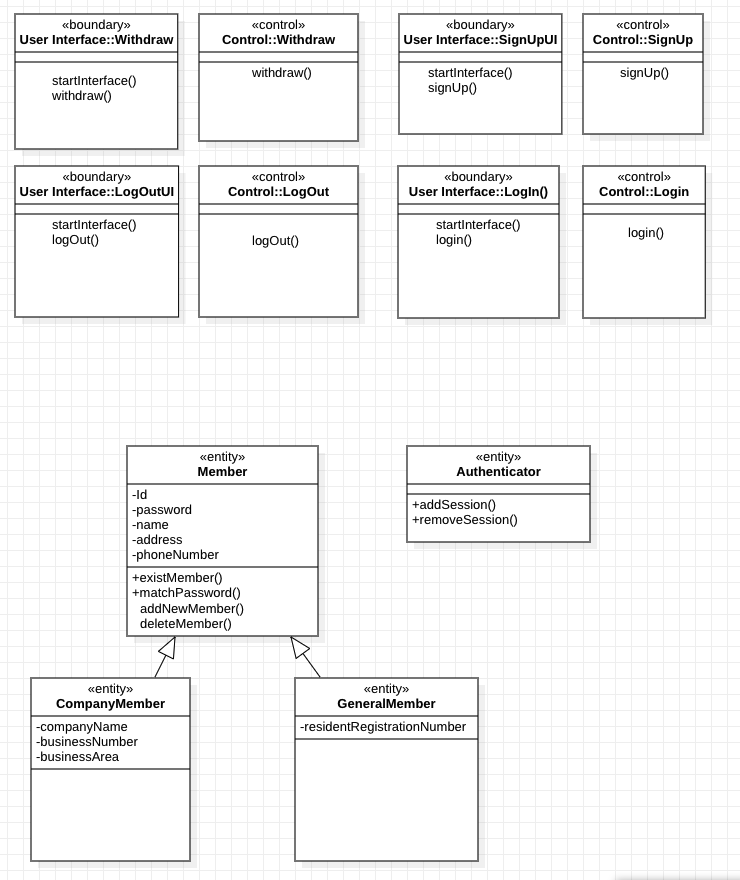 «boundary»
User Interface::Withdraw
startInterface()
withdraw()
«control»
Control::Withdraw
withdraw()
«boundary»
User Interface::SignUpUI
startInterface()
signUp()
«control»
Control::SignUp
signUp()
«boundary»
User Interface::LogOutUI
startInterface()
logOut()
«control»
Control::LogOut
logOut()
«boundary»
User Interface::LogIn()
startInterface()
login()
«control»
Control::Login
login()
«entity»
Member
-Id
-password
-name
-address
-phoneNumber
+existMember()
+matchPassword()
addNewMember()
deleteMember()
«entity»
Authenticator
+addSession()
+removeSession()
«entity»
CompanyMember
-companyName
-businessNumber
-businessArea
«entity»
GeneralMember
-residentRegistrationNumber